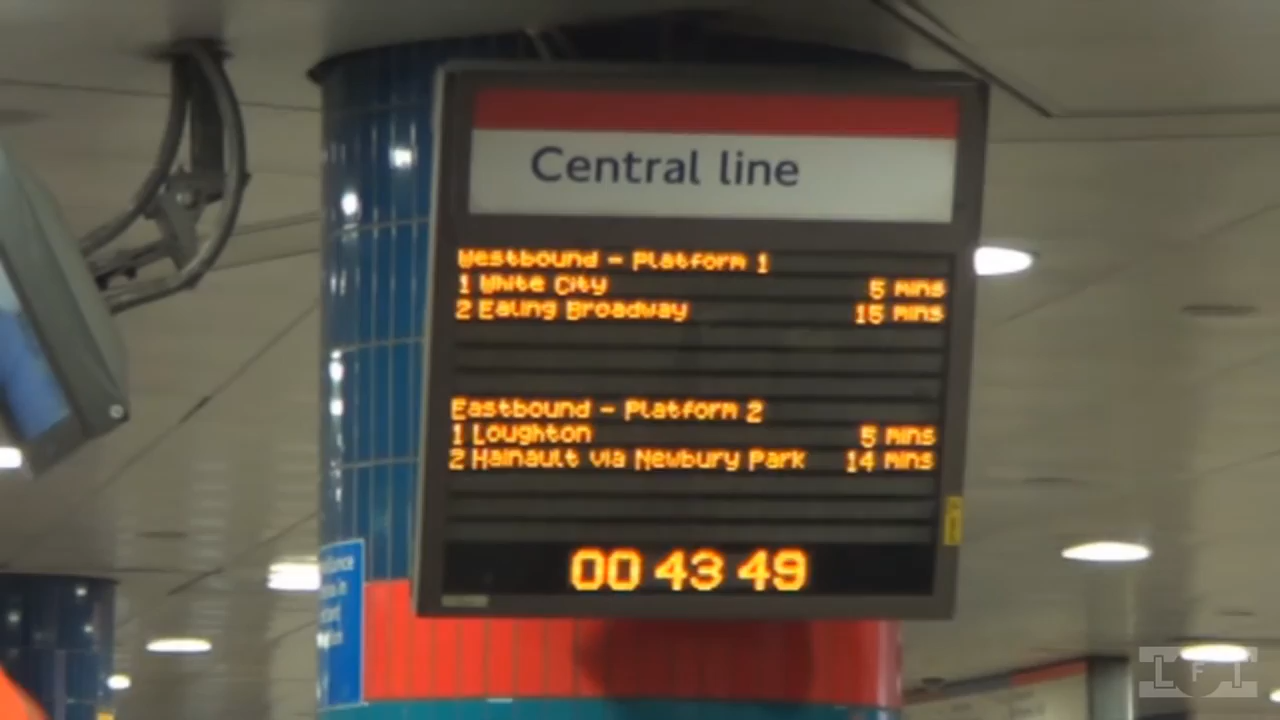 Central line
Westbound - Platform 1
1 White City 5 mins
2 Ealing Broadway 15 mins
Eastbound - Platform 2
1 Loughton 5 mins
2 Hainault via Newbury Park 14 mins
00 43 49
LFT